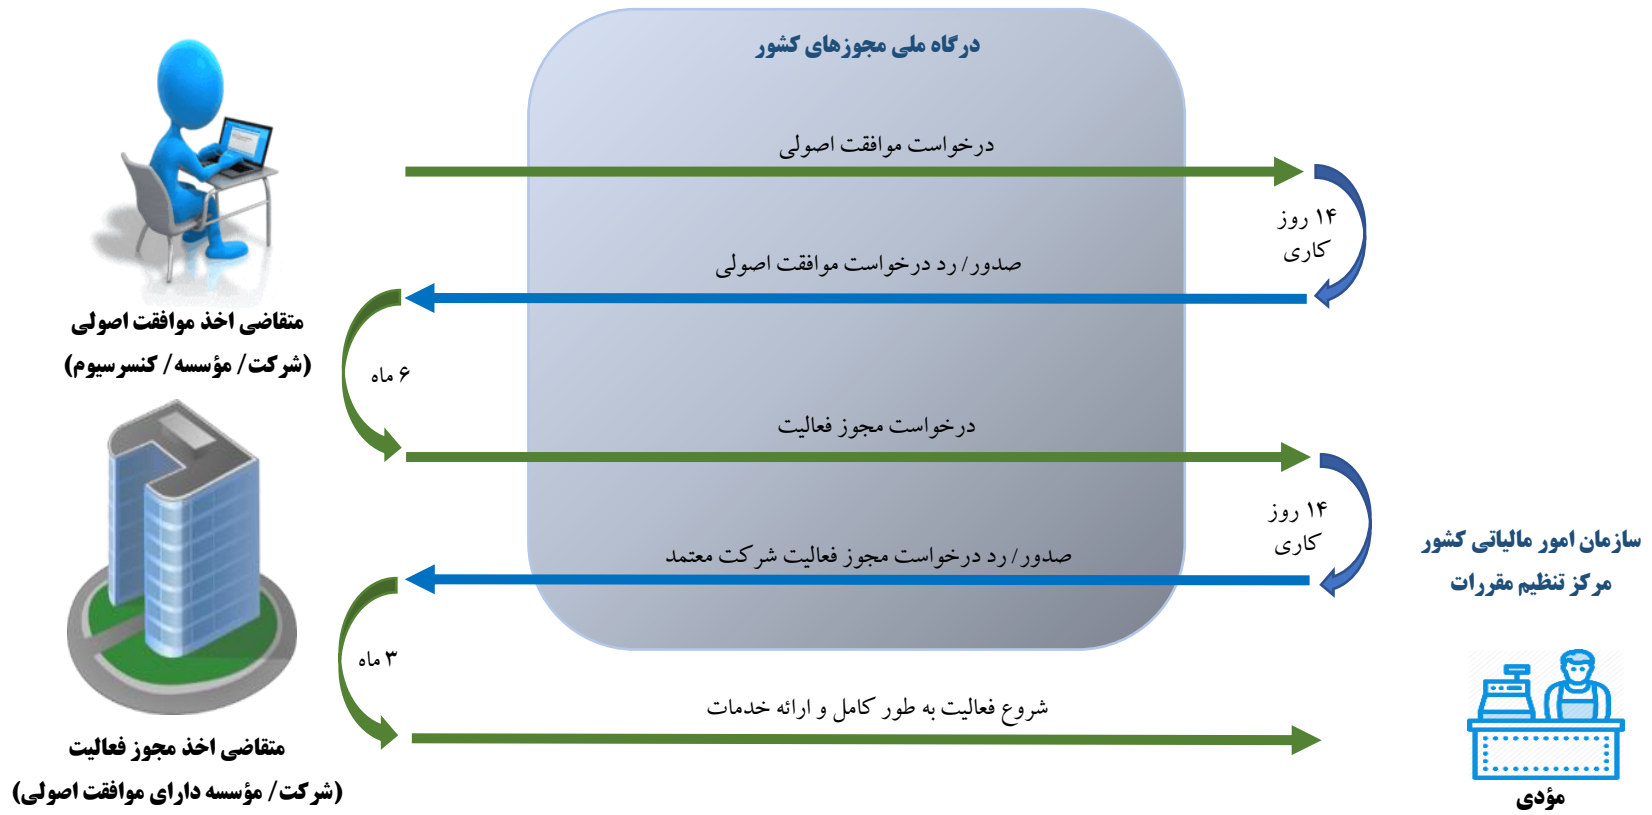 درگاه ملی مجوزهای کشور
درخواست موافقت اصولی
۱۴ روز
کاری
صدور/ رد درخواست موافقت اصولی
متقاضی اخذ موافقت اصولی
(شرکت/ مؤسسه/ کنسرسیوم)
۶ ماه
درخواست مجوز فعالیت
۱۴ روز
کاری
سازمان امور مالیاتی کشور
مرکز تنظیم مقررات
صدور/ رد درخواست مجوز فعالیت شرکت معتمد
۳ ماه
شروع فعالیت به طور کامل و ارائه خدمات
متقاضی اخذ مجوز فعالیت
(شرکت/ مؤسسه دارای موافقت اصولی)
مؤدی